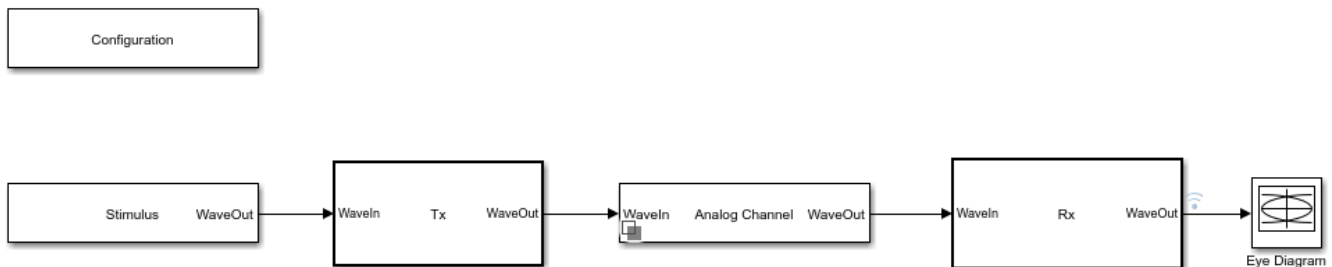 Configuration
Stimulus WaveOut
WaveIn Tx WaveOut
WaveIn Analog Channel WaveOut
WaveIn Rx WaveOut
Eye Diagram